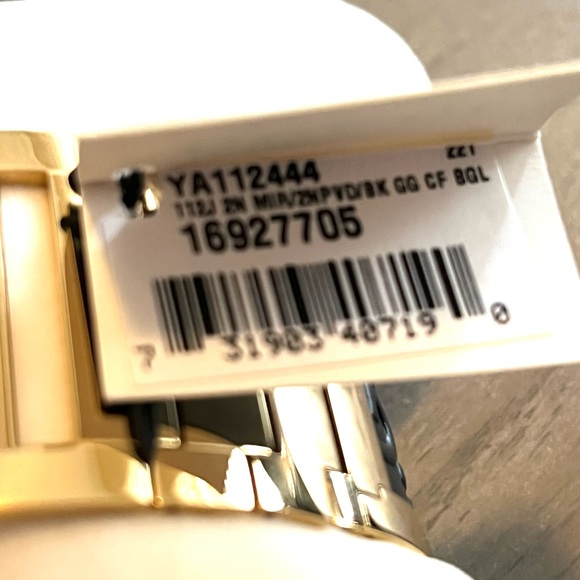 221
YA112444
112J 2N MIR/2NPVD/BK GG CF BGL
16927705
7 31903 40719 0